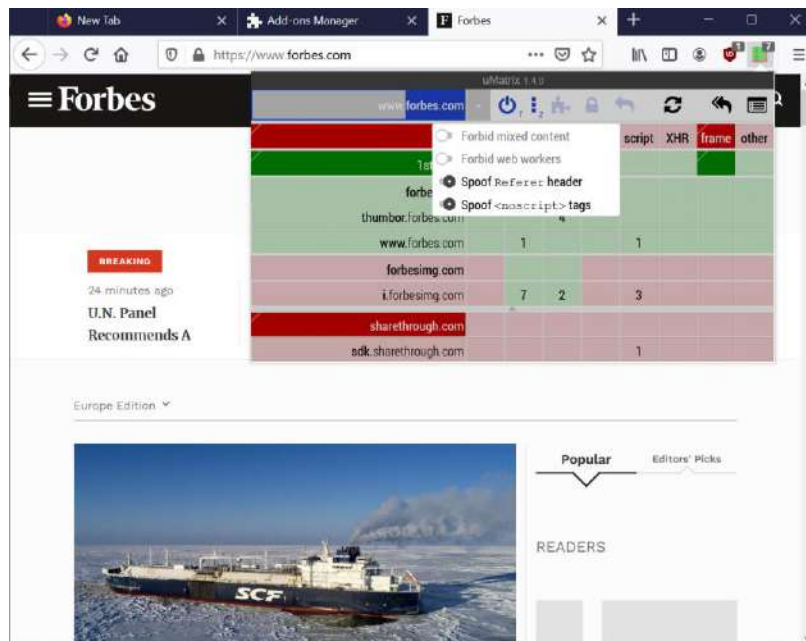 New Tab
Add-ons Manager
Forbes
https://www.forbes.com
uMatrix 1.4.0
Forbes
www.forbes.com
Forbid mixed content
script XHR frame other
Forbid web workers
Spoof Referer header
Spoof <noscript> tags
thumbor.forbes.com 4
www.forbes.com 1 1
forbesimg.com
i.forbesimg.com 7 2 3
sharethrough.com
sdk.sharethrough.com 1
BREAKING
24 minutes ago
U.N. Panel
Recommends A
Europe Edition
Popular
Editors' Picks
READERS
SCF